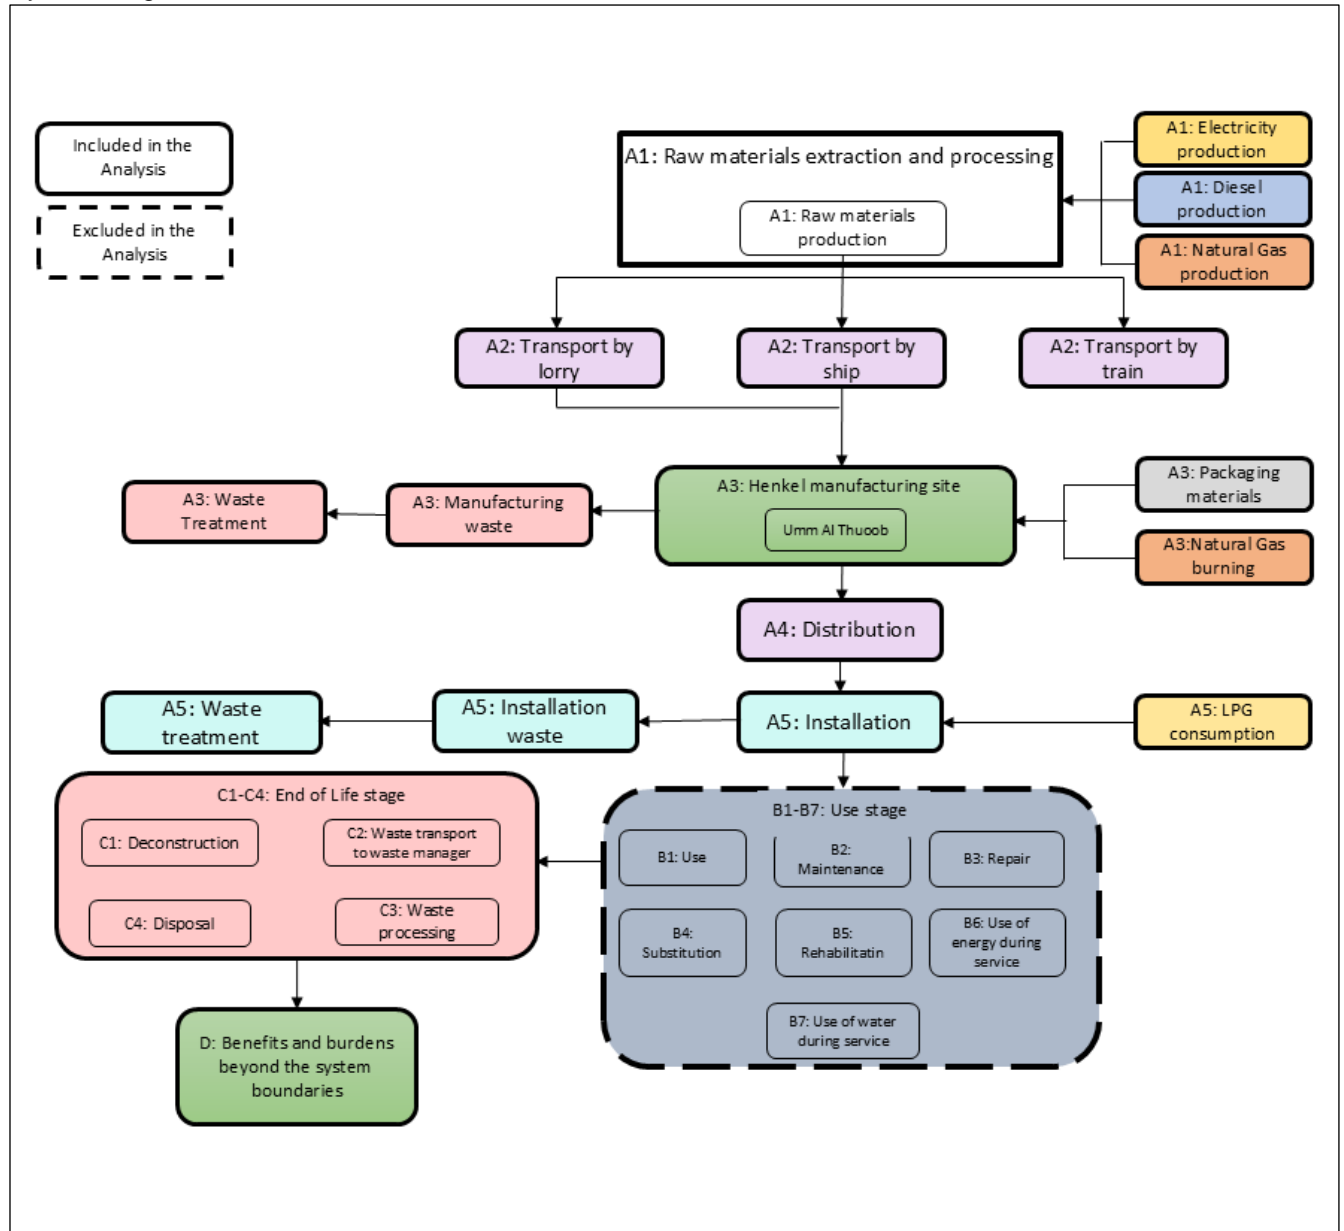 Included in the
Analysis
Excluded in the
Analysis
A1: Raw materials extraction and processing
A1: Raw materials
production
A1: Electricity
production
A1: Diesel
production
A1: Natural Gas
production
A2: Transport by
lorry
A2: Transport by
ship
A2: Transport by
train
A3: Waste
Treatment
A3: Manufacturing
waste
A3: Henkel manufacturing site
Umm Al Thuoob
A3: Packaging
materials
A3:Natural Gas
burning
A4: Distribution
A5: Waste
treatment
A5: Installation
waste
A5: Installation
A5: LPG
consumption
C1-C4: End of Life stage
C1: Deconstruction
C2: Waste transport
to waste manager
C4: Disposal
C3: Waste
processing
B1-B7: Use stage
B1: Use
B2:
Maintenance
B3: Repair
B4:
Substitution
B5:
Rehabilitatin
B6: Use of
energy during
service
B7: Use of water
during service
D: Benefits and burdens
beyond the system
boundaries